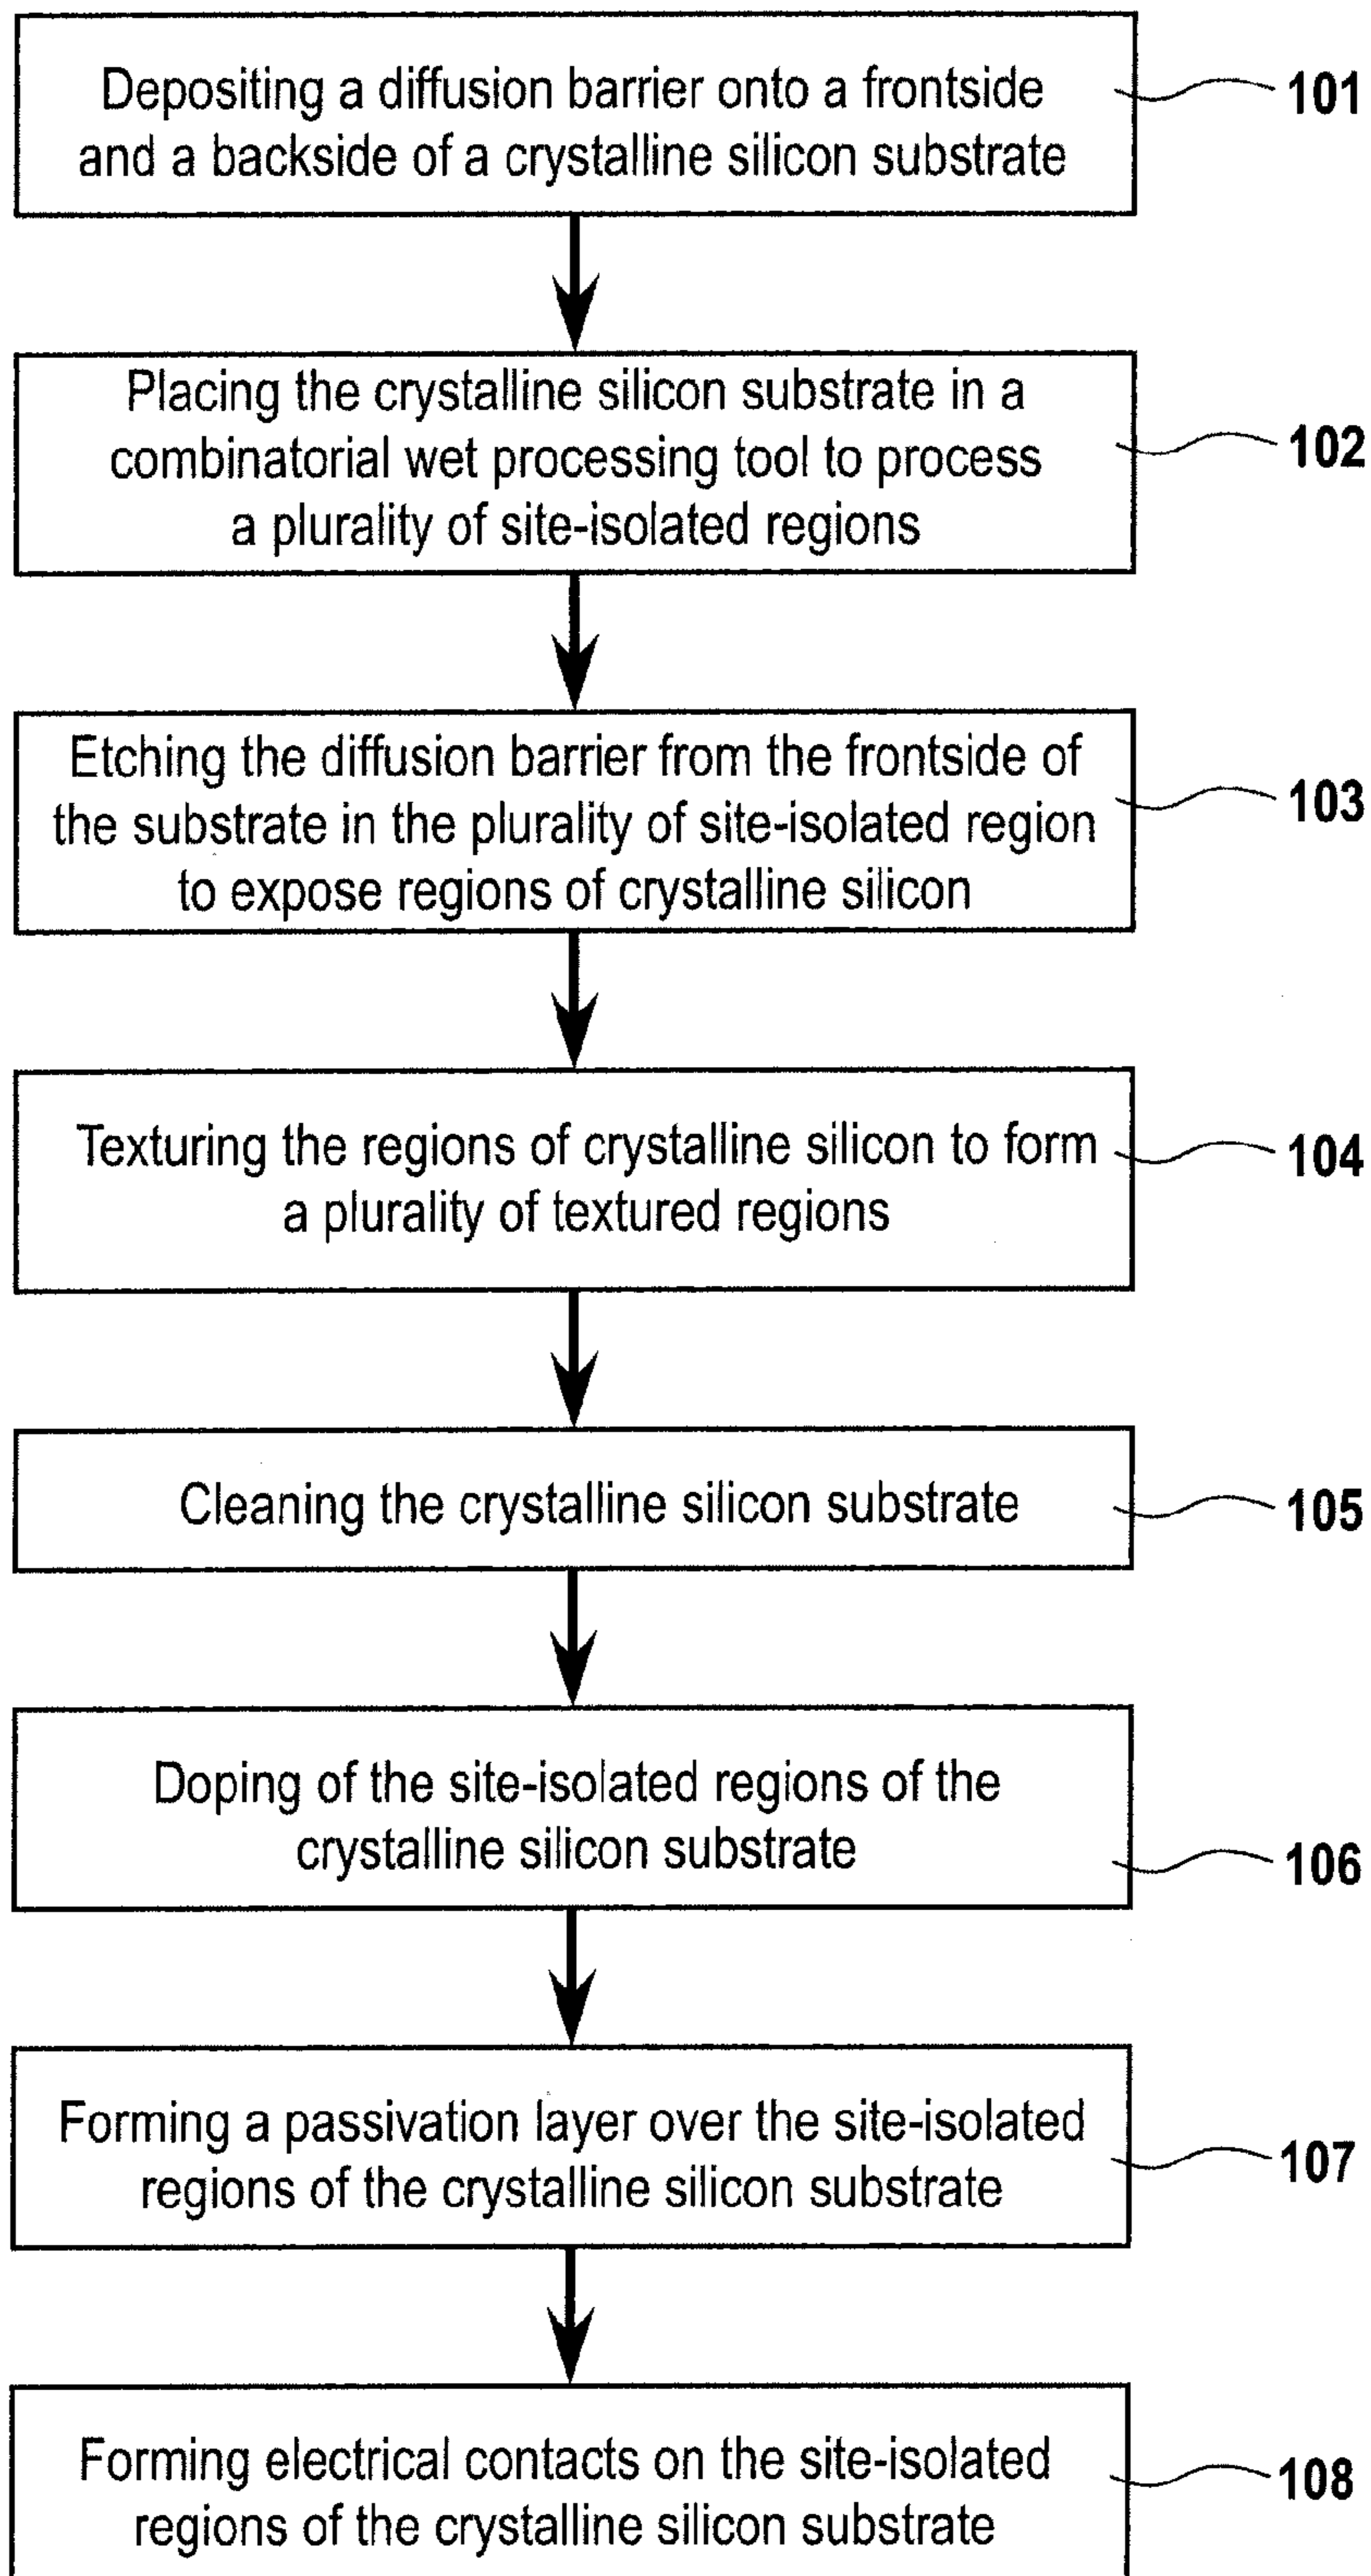 Depositing a diffusion barrier onto a frontside
and a backside of a crystalline silicon substrate
101
Placing the crystalline silicon substrate in a
combinatorial wet processing tool to process
a plurality of site-isolated regions
102
Etching the diffusion barrier from the frontside of
the substrate in the plurality of site-isolated region
to expose regions of crystalline silicon
103
Texturing the regions of crystalline silicon to form
a plurality of textured regions
104
Cleaning the crystalline silicon substrate
105
Doping of the site-isolated regions of the
crystalline silicon substrate
106
Forming a passivation layer over the site-isolated
regions of the crystalline silicon substrate
107
Forming electrical contacts on the site-isolated
regions of the crystalline silicon substrate
108